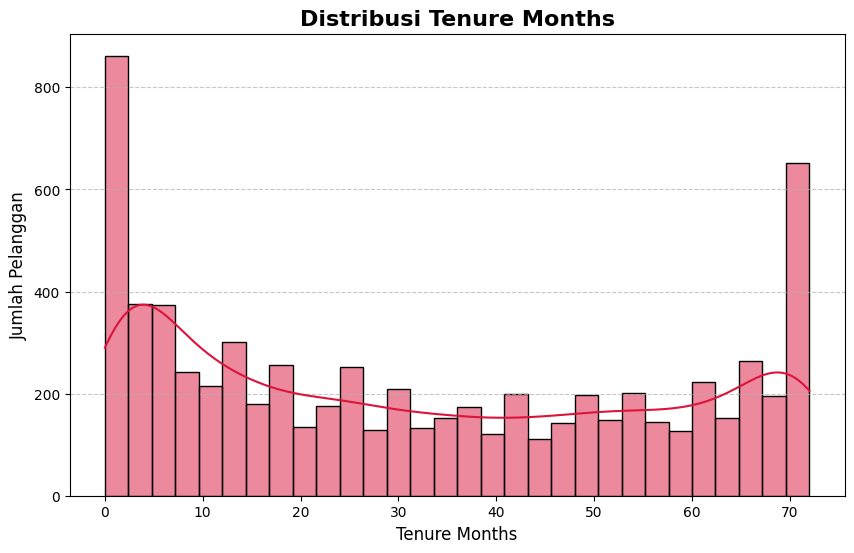 Distribusi Tenure Months
Jumlah Pelanggan
800
600
400
200
0
0 10 20 30 40 50 60 70
Tenure Months